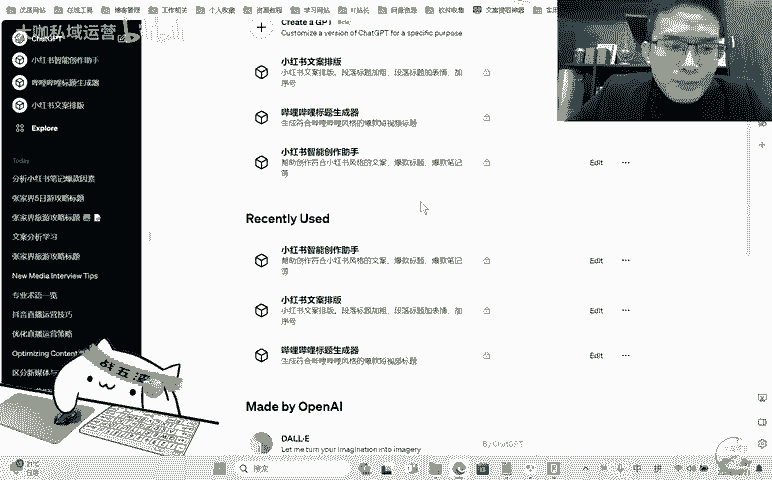 优质网站
在线工具
工作相关
个人收藏
资源教程
学习网站
软件收集
文案提取神器
大咖私域运营
ChatGPT
小红书智能创作助手
哔哩哔哩标题生成器
小红书文案排版
Explore
Today
分析小红书笔记爆款因素
张家界5日游攻略标题
张家界旅游攻略标题
文案分析学习
张家界旅游攻略标题
New Media Interview Tips
专业术语一览
抖音直播运营技巧
优化直播运营策略
Optimizing Content
区分新媒体与
Create a GPT Beta
Customize a version of ChatGPT for a specific purpose
小红书文案排版
小红书文案排版，段落标题加粗，段落标题加表情，加
序号
哔哩哔哩标题生成器
生成符合哔哩哔哩风格的爆款短视频标题
小红书智能创作助手
帮助创作符合小红书风格的文案、爆款标题、爆款笔记
等
Edit
Recently Used
小红书智能创作助手
帮助创作符合小红书风格的文案、爆款标题、爆款笔记
等
Edit
小红书文案排版
小红书文案排版，段落标题加粗，段落标题加表情，加
序号
Edit
哔哩哔哩标题生成器
生成符合哔哩哔哩风格的爆款短视频标题
Edit
Made by OpenAI
DALL·E
Let me turn your imagination into imagery
By ChatGPT
战五渣
21°C
搜索
中
拼